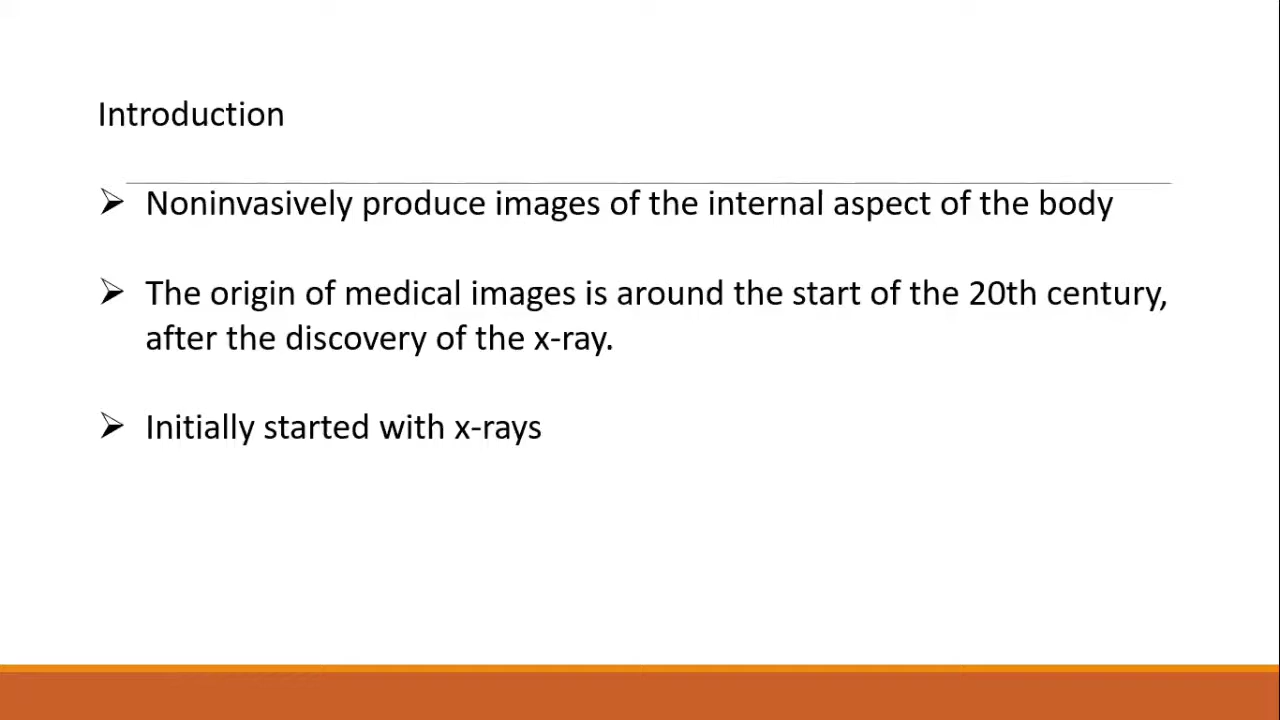 Introduction
➢ Noninvasively produce images of the internal aspect of the body
➢ The origin of medical images is around the start of the 20th century,
after the discovery of the x-ray.
➢ Initially started with x-rays